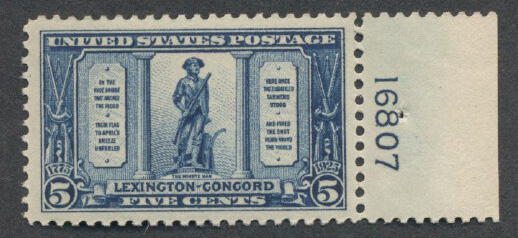 UNITED STATES POSTAGE
BY THE
RUDE BRIDGE
THAT ARCHED
THE FLOOD
THEIR FLAG
TO APRIL'S
BREEZE
UNFURLED
HERE ONCE
THE EMBATTLED
FARMERS
STOOD
AND FIRED
THE SHOT
HEARD ROUND
THE WORLD
THE MINUTE MAN
1775
1925
5
LEXINGTON-CONCORD
5
FIVE CENTS
16807